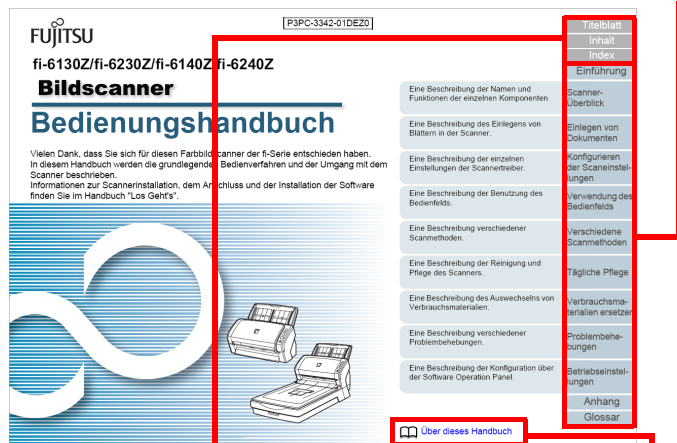 P3PC-3342-01DEZ0
FUJITSU
fi-6130Z/fi-6230Z/fi-6140Z/fi-6240Z
Bildscanner
Bedienungshandbuch
Vielen Dank, dass Sie sich für diesen Farbbildscanner der fi-Serie entschieden haben.
In diesem Handbuch werden die grundlegenden Bedienverfahren und der Umgang mit dem
Scanner beschrieben.
Informationen zur Scannerinstallation, dem Anschluss und der Installation der Software
finden Sie im Handbuch "Los Geht's".
Titelblatt
Inhalt
Index
Einführung
Eine Beschreibung der Namen und
Funktionen der einzelnen Komponenten
Scanner-
Überblick
Eine Beschreibung des Einlegens von
Blättern in der Scanner.
Einlegen von
Dokumenten
Eine Beschreibung der einzelnen
Einstellungen der Scannertreiber.
Konfigurieren
der Scaneinstel-
lungen
Eine Beschreibung der Benutzung des
Bedienfelds.
Verwendung des
Bedienfelds
Eine Beschreibung verschiedener
Scanmethoden.
Verschiedene
Scanmethoden
Eine Beschreibung der Reinigung und
Pflege des Scanners.
Tägliche Pflege
Eine Beschreibung des Auswechselns von
Verbrauchsmaterialien.
Verbrauchsma-
terialien ersetzen
Eine Beschreibung verschiedener
Problembehebungen.
Problembehe-
bungen
Eine Beschreibung der Konfiguration über
der Software Operation Panel.
Betriebseinstel-
lungen
Anhang
Glossar
Über dieses Handbuch